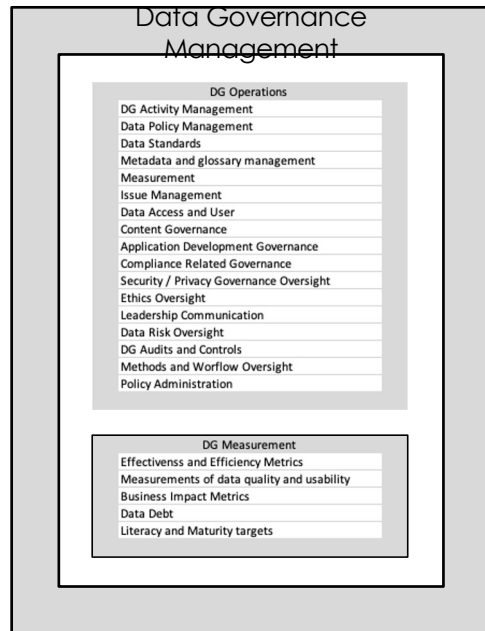 Data Governance
Management
DG Operations
DG Activity Management
Data Policy Management
Data Standards
Metadata and glossary management
Measurement
Issue Management
Data Access and User
Content Governance
Application Development Governance
Compliance Related Governance
Security / Privacy Governance Oversight
Ethics Oversight
Leadership Communication
Data Risk Oversight
DG Audits and Controls
Methods and Worflow Oversight
Policy Administration
DG Measurement
Effectivenss and Efficiency Metrics
Measurements of data quality and usability
Business Impact Metrics
Data Debt
Literacy and Maturity targets